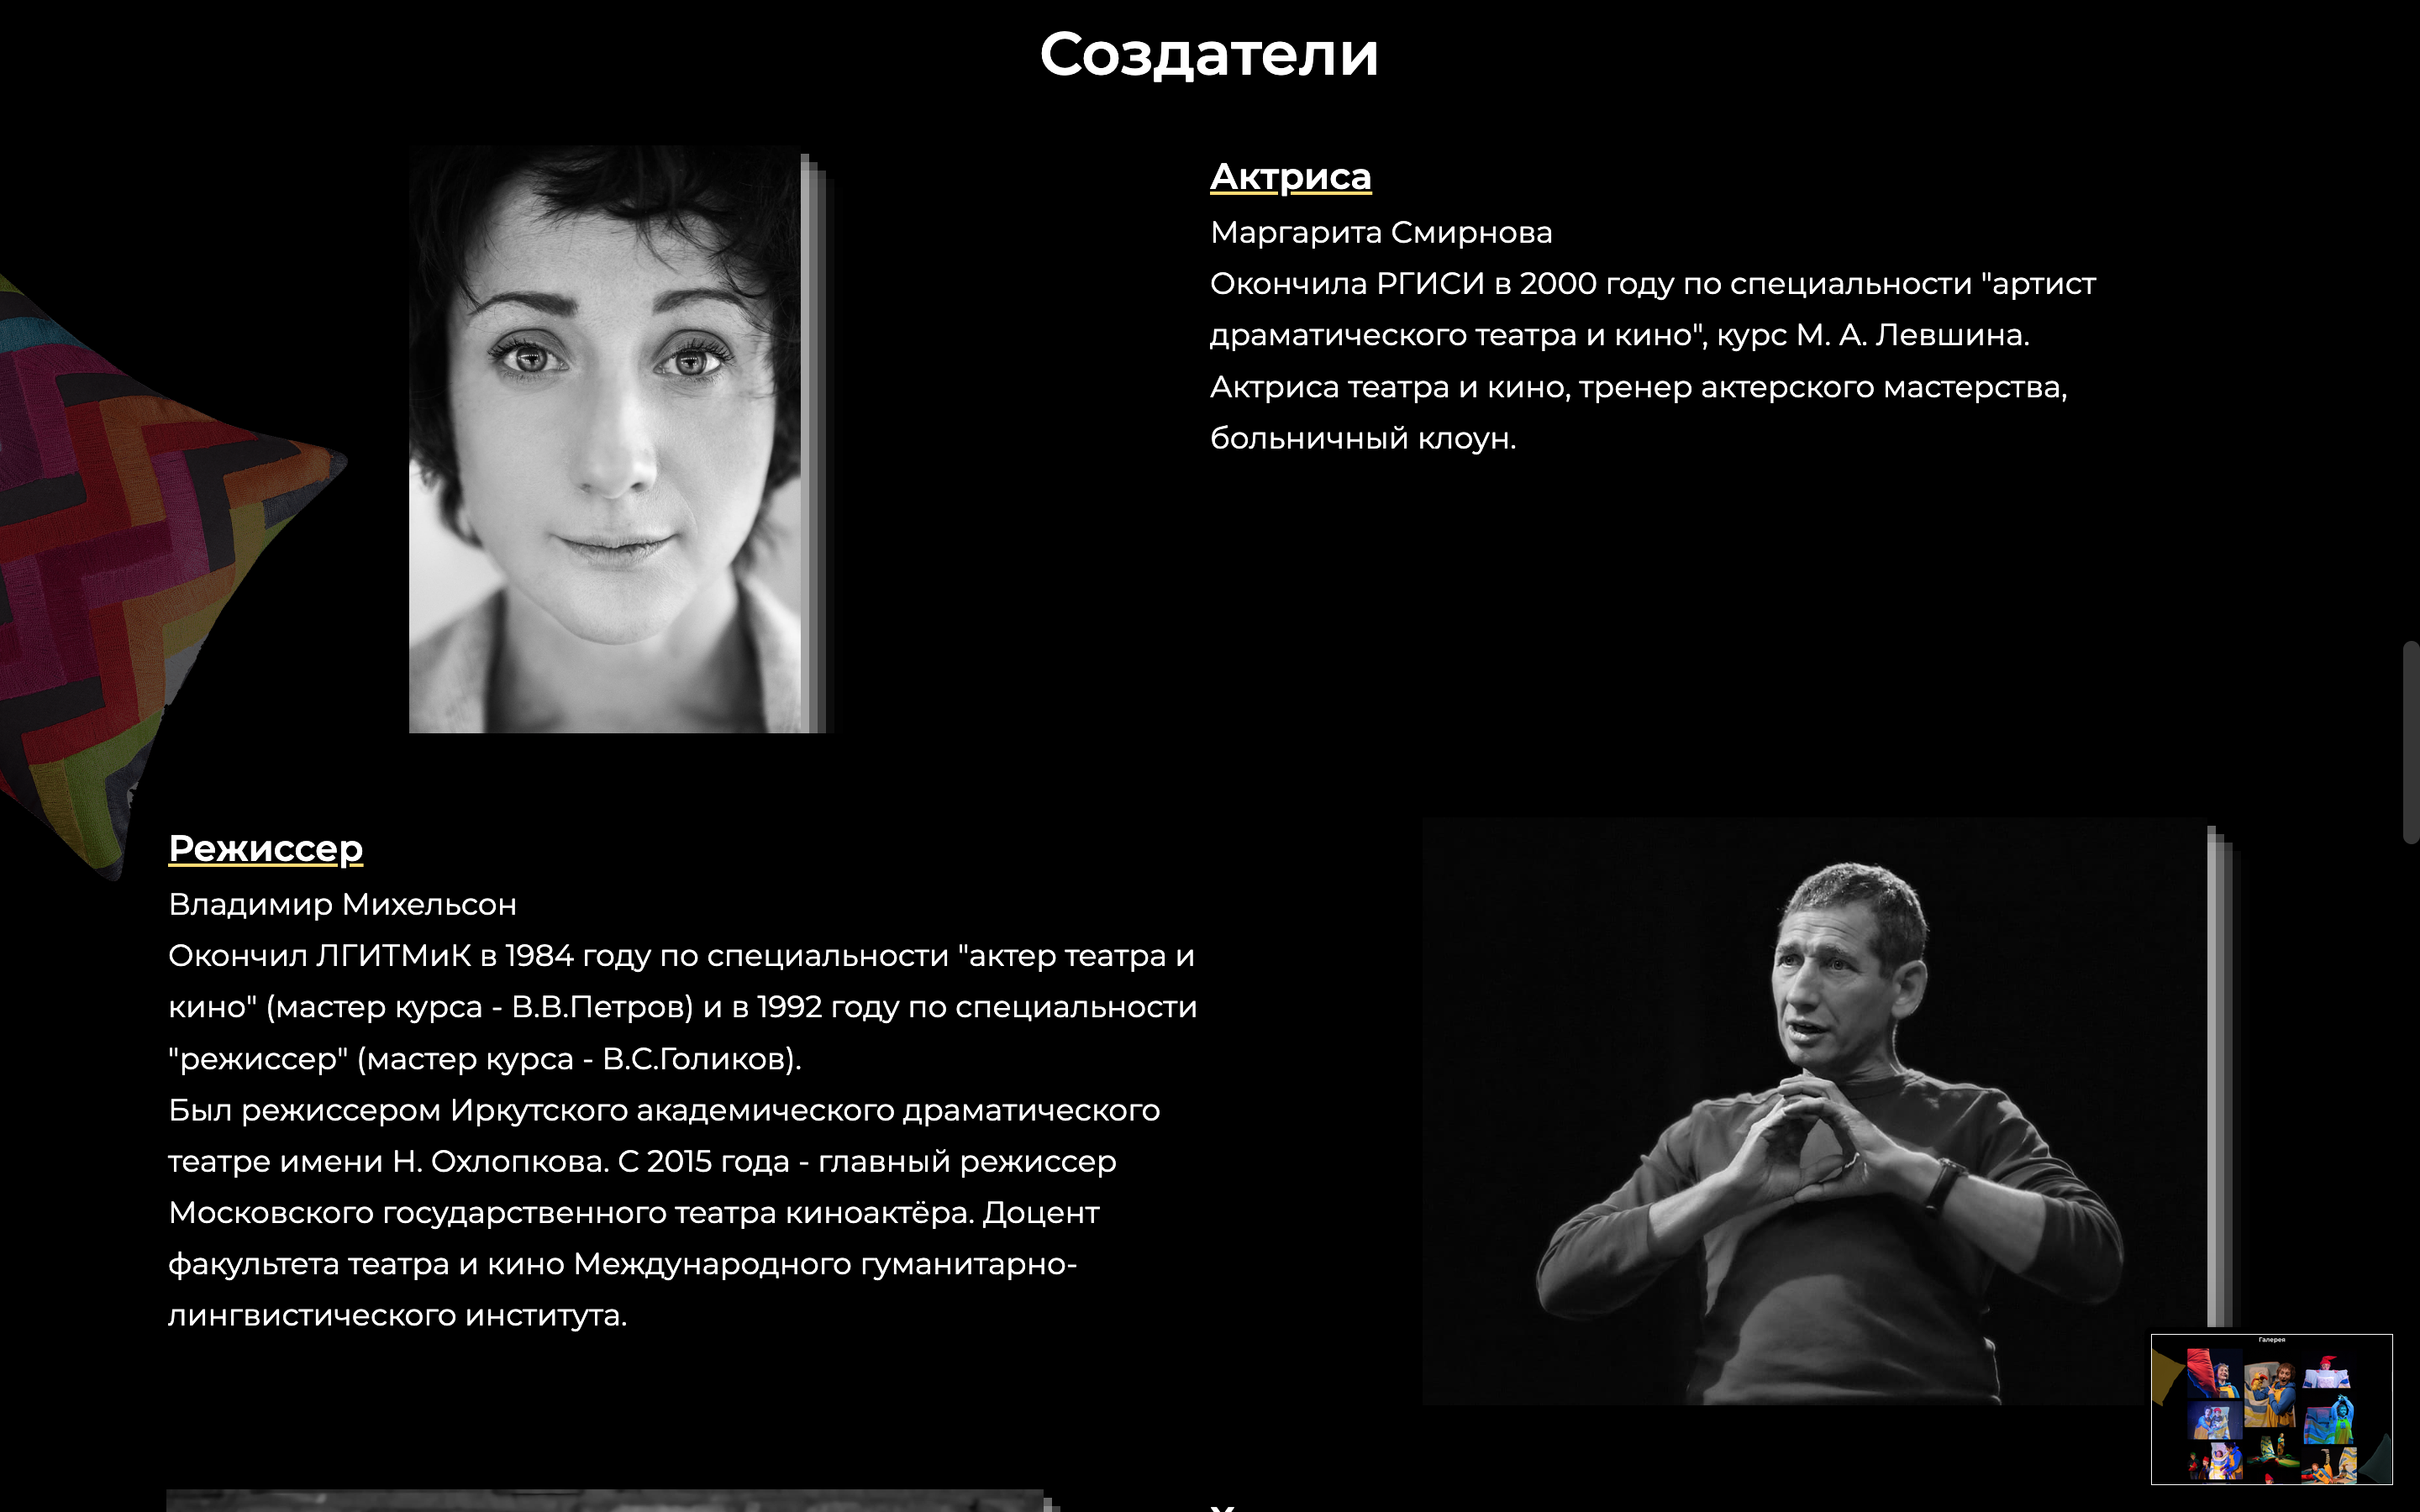 Создатели
Актриса
Маргарита Смирнова
Окончила РГИСИ в 2000 году по специальности "артист
драматического театра и кино", курс М. А. Левшина.
Актриса театра и кино, тренер актерского мастерства,
больничный клоун.
Режиссер
Владимир Михельсон
Окончил ЛГИТМиК в 1984 году по специальности "актер театра и
кино" (мастер курса - В.В.Петров) и в 1992 году по специальности
"режиссер" (мастер курса - В.С.Голиков).
Был режиссером Иркутского академического драматического
театре имени Н. Охлопкова. С 2015 года - главный режиссер
Московского государственного театра киноактёра. Доцент
факультета театра и кино Международного гуманитарно-
лингвистического института.
Галерея